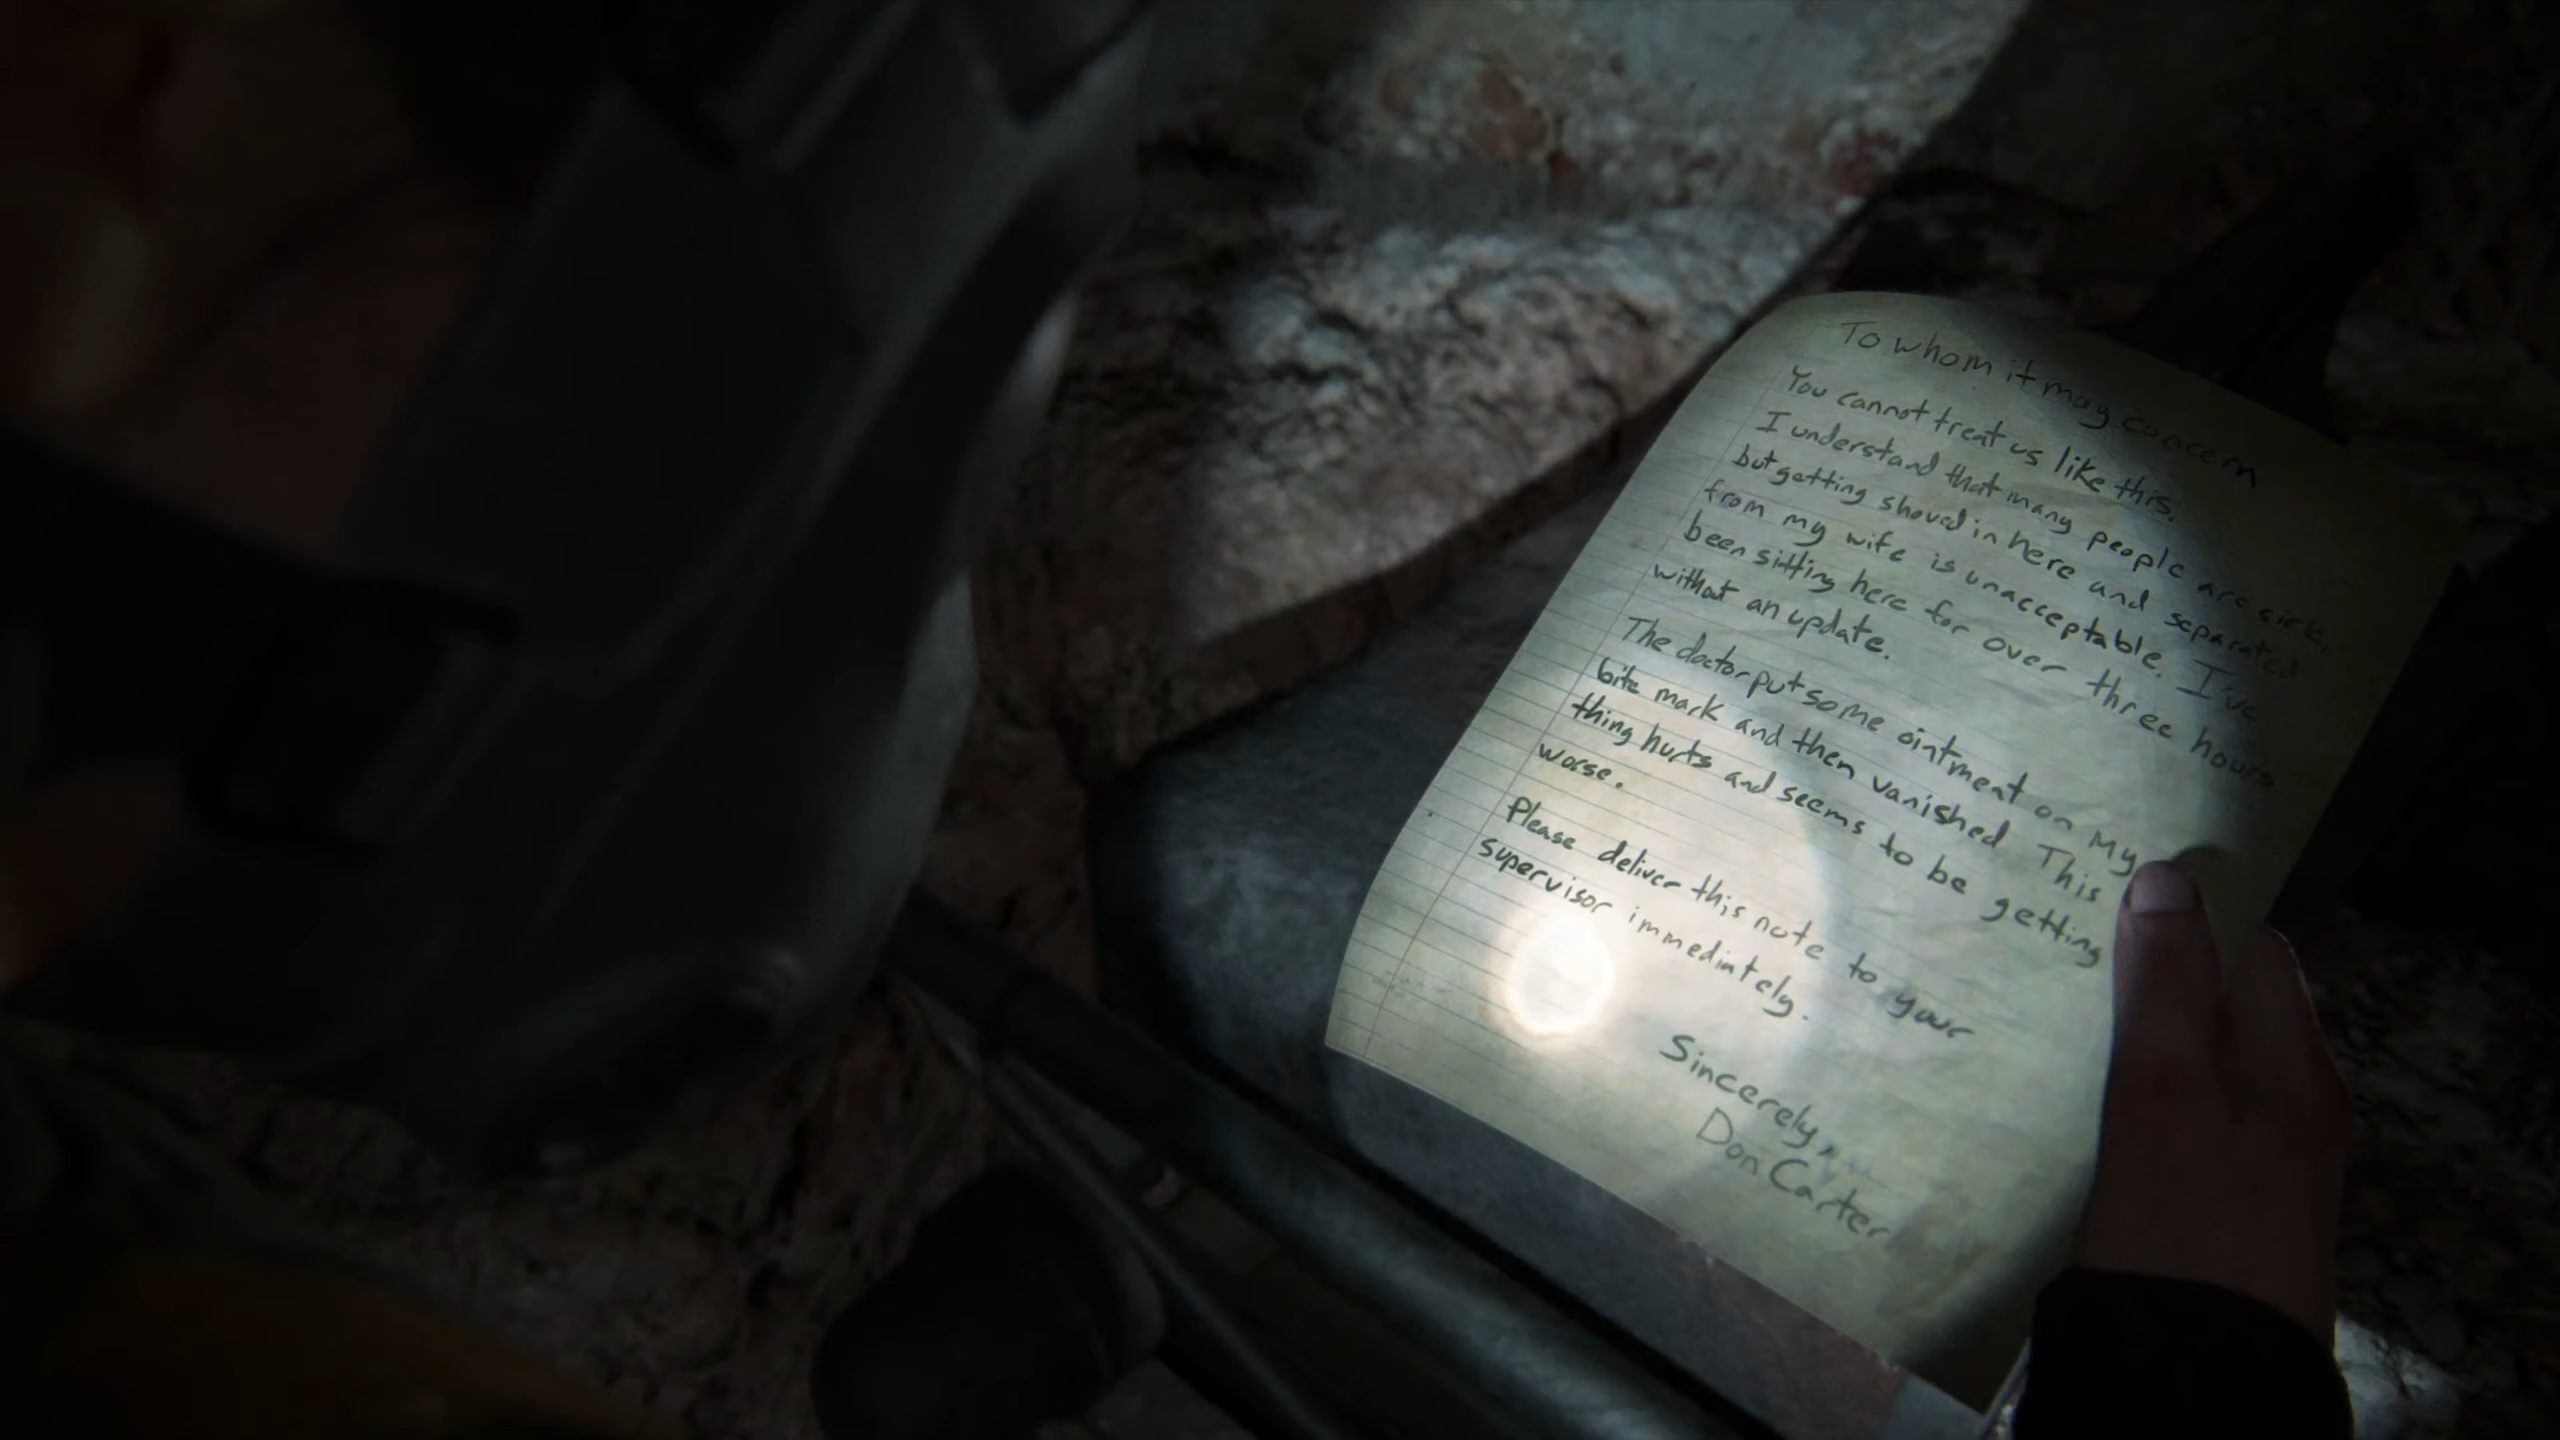 To whom it may concern
You cannot treat us like this.
I understand that many people are sick,
but getting shoved in here and separated
from my wife is unacceptable. I've
been sitting here for over three hours
without an update.
The doctor put some ointment on my
bite mark and then vanished This
thing hurts and seems to be getting
worse.
Please deliver this note to your
supervisor immediately.
Sincerely,
Don Carter